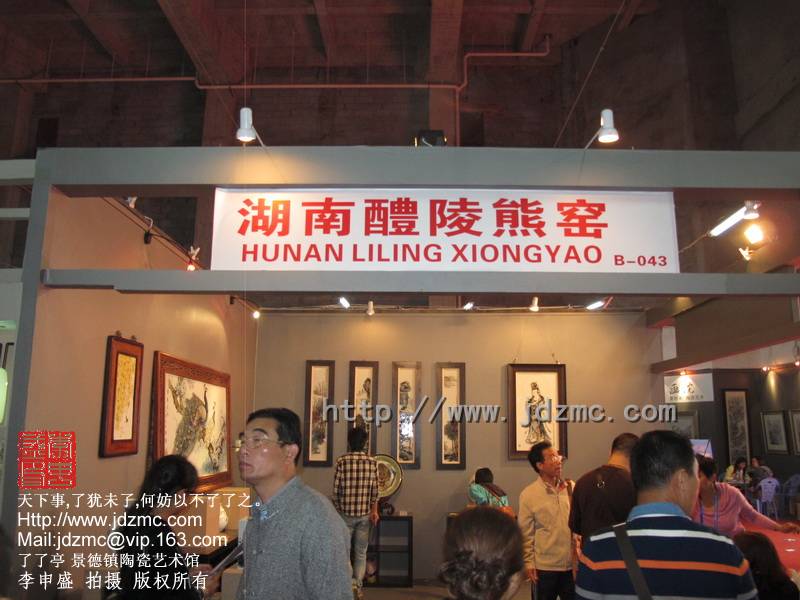 湖南醴陵熊窑
HUNAN LILING XIONGYAO B-043
http://www.jdzmc.com
天下事,了犹未了,何妨以不了了之。
Http://www.jdzmc.com
Mail:jdzmc@vip.163.com
了了亭 景德镇陶瓷艺术馆
李申盛 拍摄 版权所有